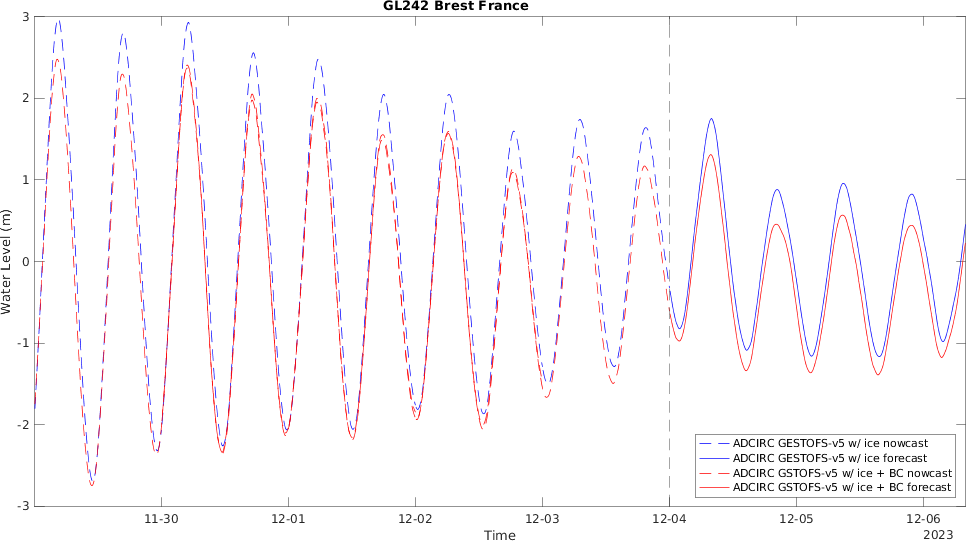 GL242 Brest France
3
2
1
0
-1
-2
-3
Water Level (m)
11-30
12-01
12-02
12-03
12-04
12-05
12-06
Time
2023
ADCIRC GESTOFS-v5 w/ ice nowcast
ADCIRC GESTOFS-v5 w/ ice forecast
ADCIRC GSTOFS-v5 w/ ice + BC nowcast
ADCIRC GSTOFS-v5 w/ ice + BC forecast